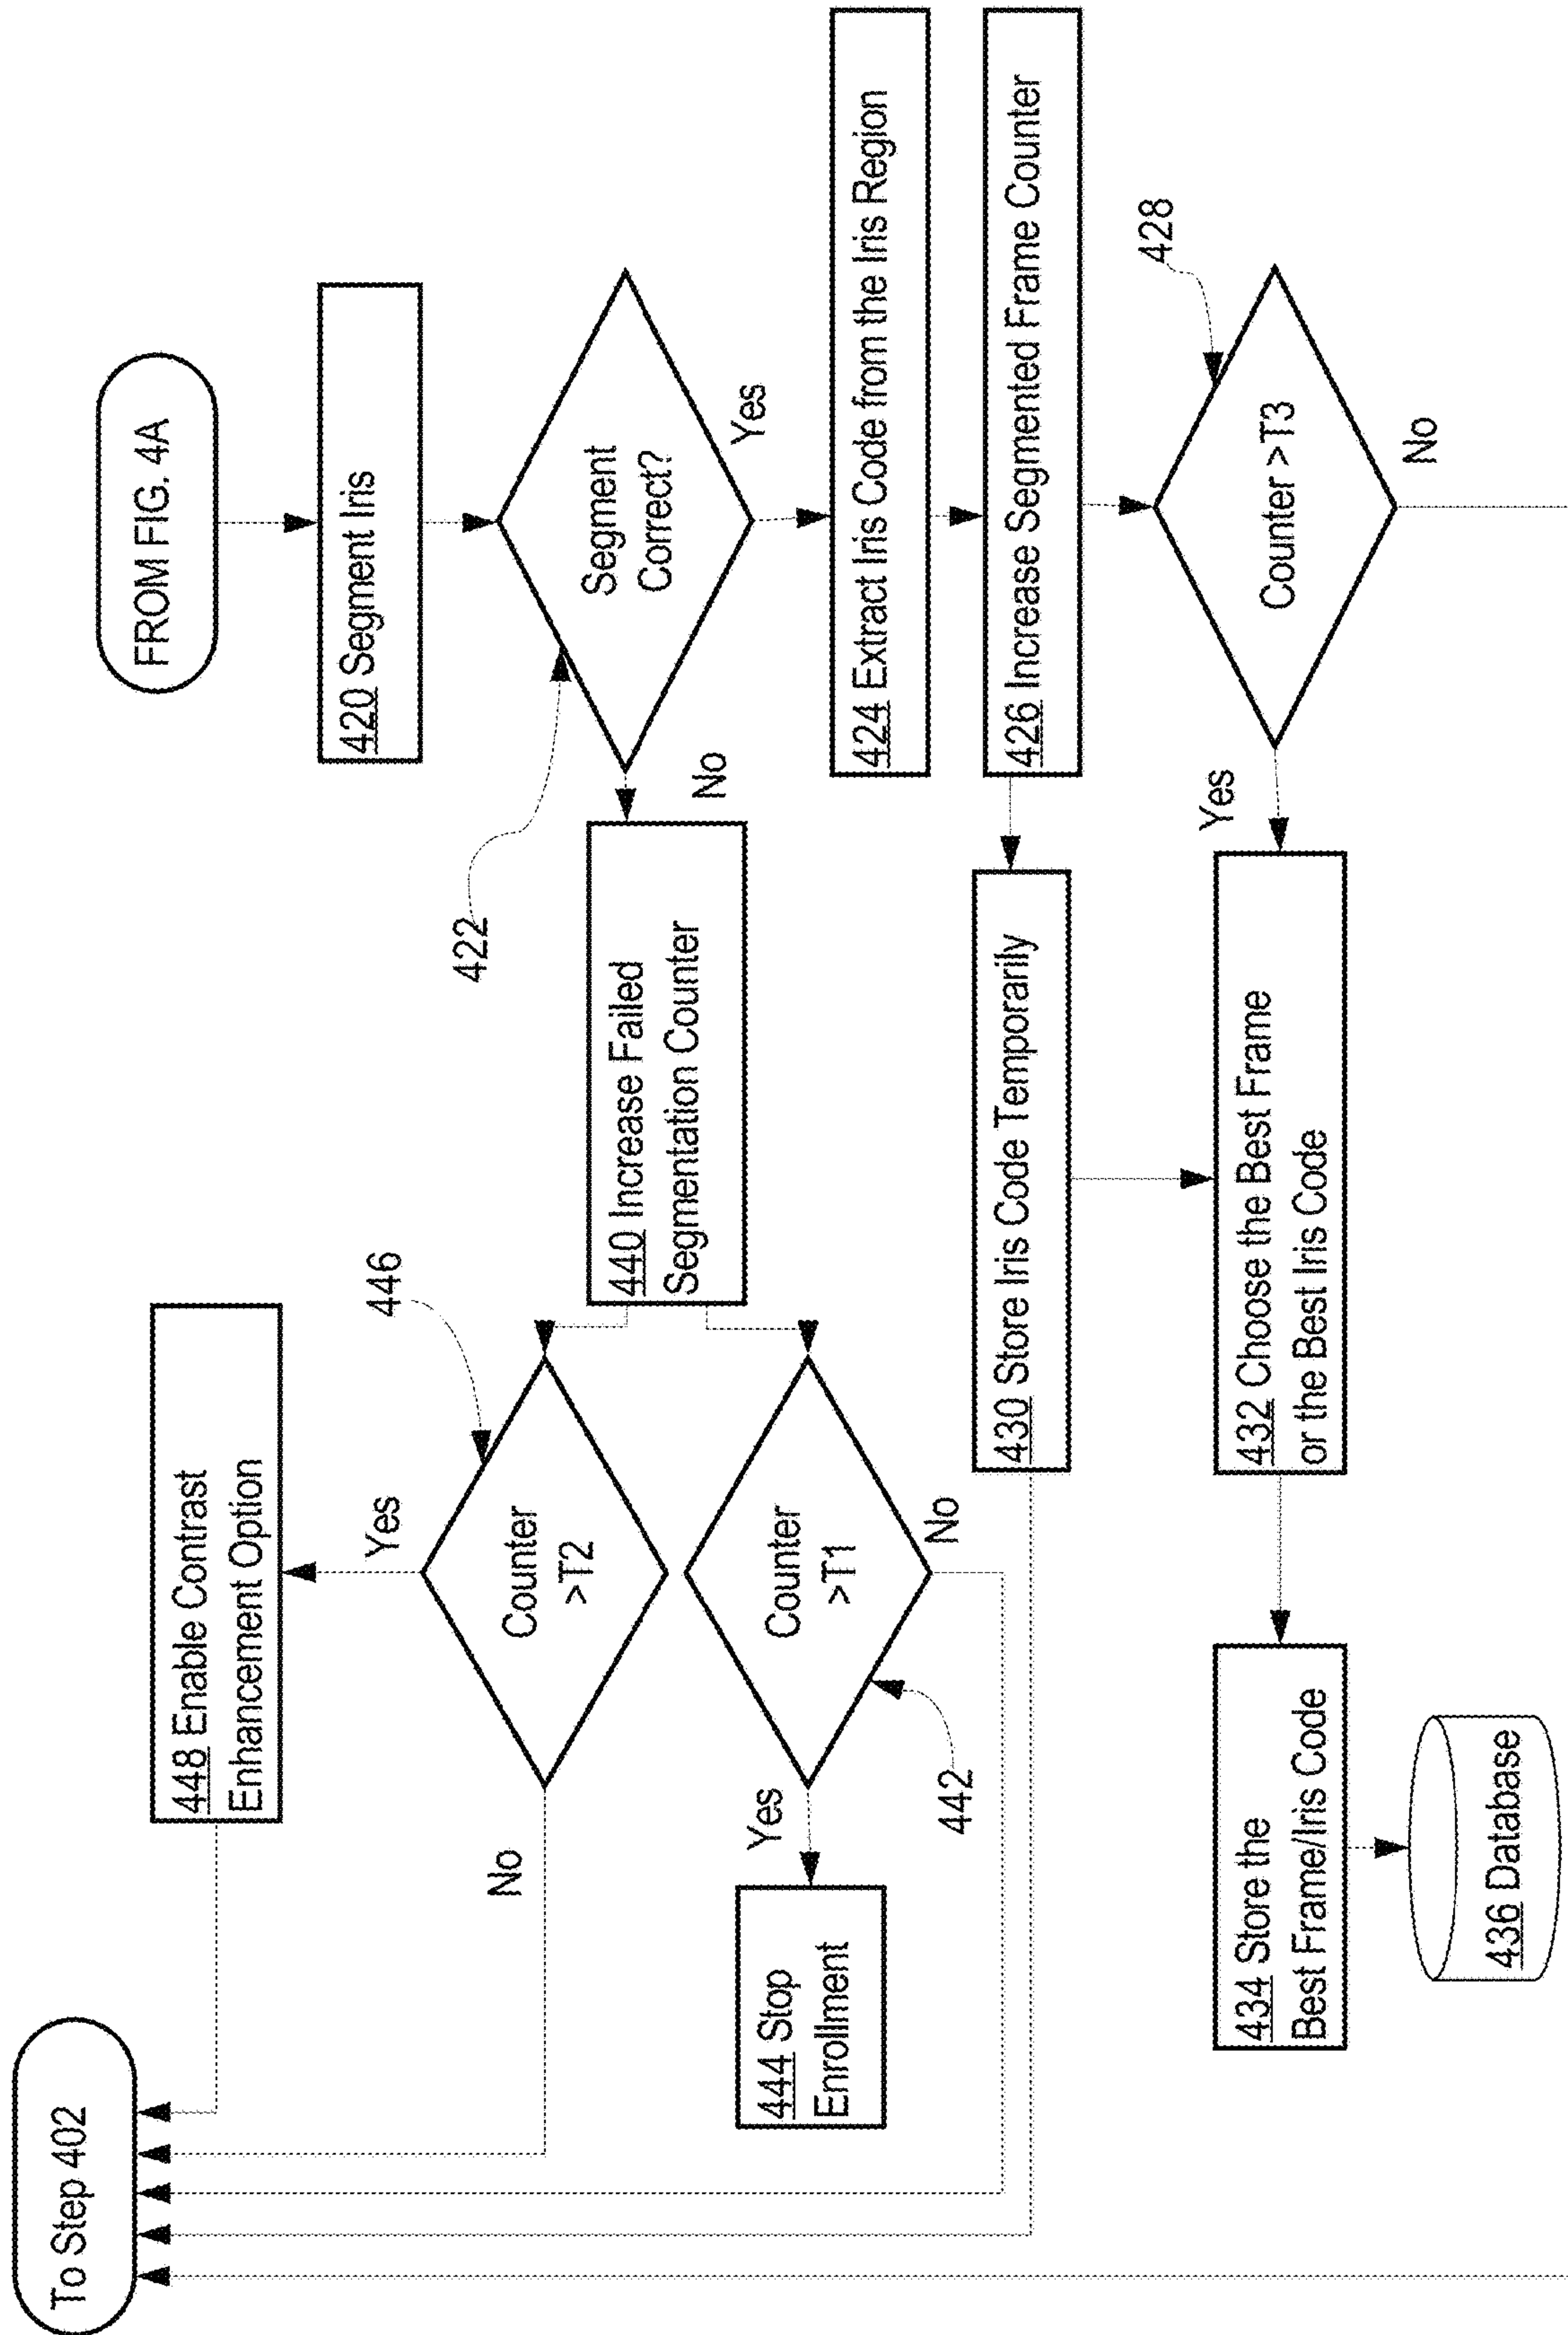 FROM FIG. 4A
420 Segment Iris
422
Segment
Correct?
Yes
No
424 Extract Iris Code from the Iris Region
426 Increase Segmented Frame Counter
428
Counter >T3
No
Yes
440 Increase Failed
Segmentation Counter
446
Counter
>T2
Yes
No
448 Enable Contrast
Enhancement Option
Counter
>T1
No
Yes
442
444 Stop
Enrollment
430 Store Iris Code Temporarily
432 Choose the Best Frame
or the Best Iris Code
434 Store the
Best Frame/Iris Code
436 Database
To Step 402